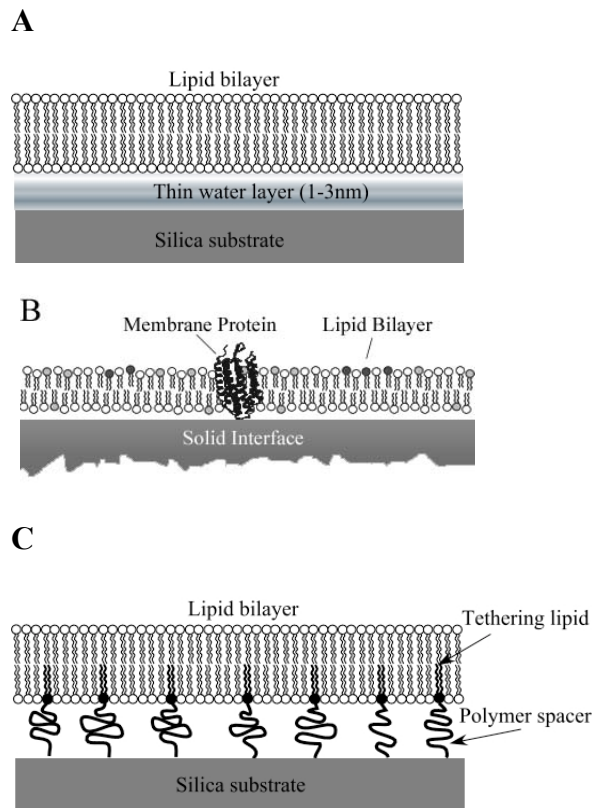 A
Lipid bilayer
Thin water layer (1-3nm)
Silica substrate
B
Membrane Protein
Lipid Bilayer
Solid Interface
C
Lipid bilayer
Tethering lipid
Polymer spacer
Silica substrate